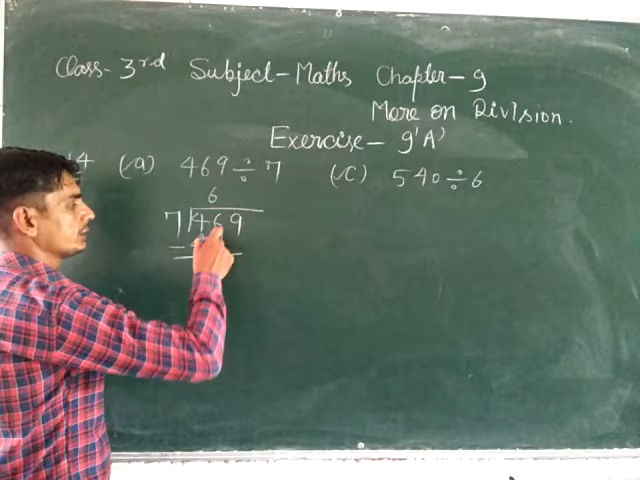 Class- 3rd Subject-Maths Chapter-9
More on Division.
Exercise- 9'A'
14 (a) 469÷7 (C) 540÷6
6
7 469